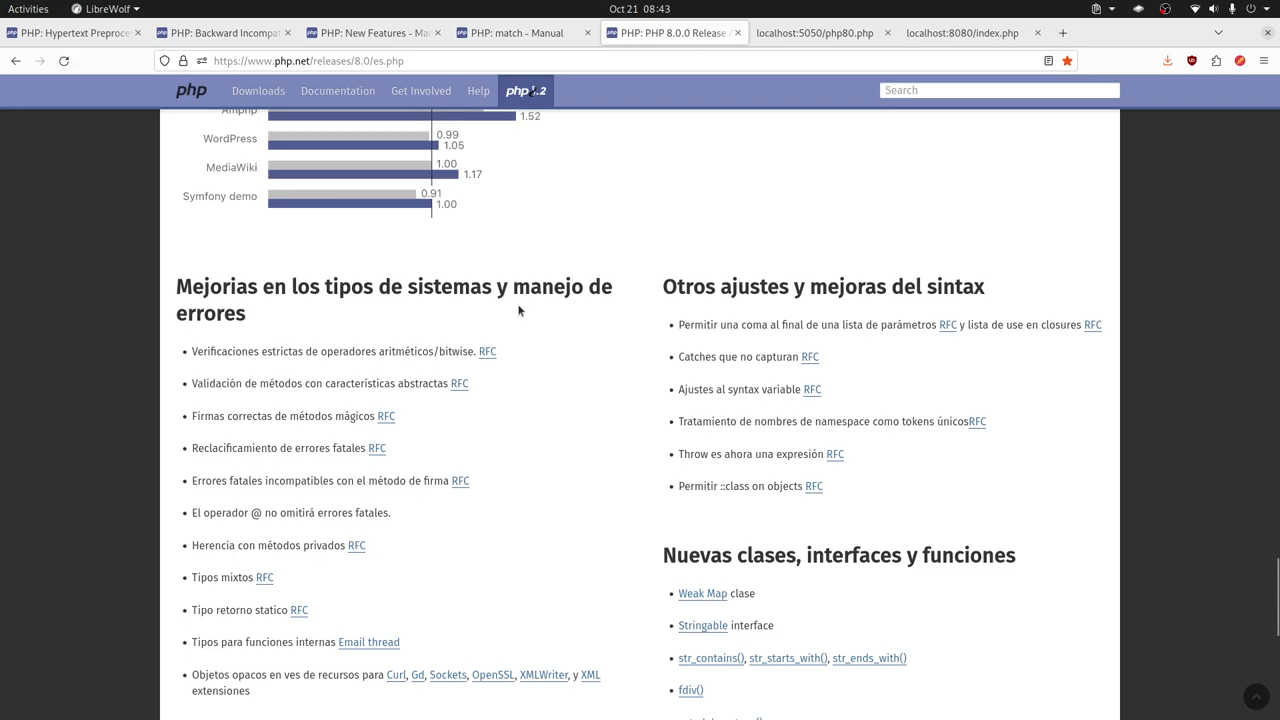 Activities
LibreWolf
Oct 21 08:43
PHP: Hypertext Preproce
PHP: Backward Incompat
PHP: New Features - Ma
PHP: match - Manual
PHP: PHP 8.0.0 Release
localhost:5050/php80.php
localhost:8080/index.php
https://www.php.net/releases/8.0/es.php
php
Downloads
Documentation
Get Involved
Help
Search
Amphp
1.52
WordPress
0.99
1.05
MediaWiki
1.00
1.17
Symfony demo
0.91
1.00
Mejorias en los tipos de sistemas y manejo de
errores
• Verificaciones estrictas de operadores aritméticos/bitwise. RFC
• Validación de métodos con características abstractas RFC
• Firmas correctas de métodos mágicos RFC
• Reclacificamiento de errores fatales RFC
• Errores fatales incompatibles con el método de firma RFC
• El operador @ no omitirá errores fatales.
• Herencia con métodos privados RFC
• Tipos mixtos RFC
• Tipo retorno statico RFC
• Tipos para funciones internas Email thread
• Objetos opacos en ves de recursos para Curl, Gd, Sockets, OpenSSL, XMLWriter, y XML
extensiones
Otros ajustes y mejoras del sintax
• Permitir una coma al final de una lista de parámetros RFC y lista de use en closures RFC
• Catches que no capturan RFC
• Ajustes al syntax variable RFC
• Tratamiento de nombres de namespace como tokens únicosRFC
• Throw es ahora una expresión RFC
• Permitir ::class on objects RFC
Nuevas clases, interfaces y funciones
• Weak Map clase
• Stringable interface
• str_contains(), str_starts_with(), str_ends_with()
• fdiv()